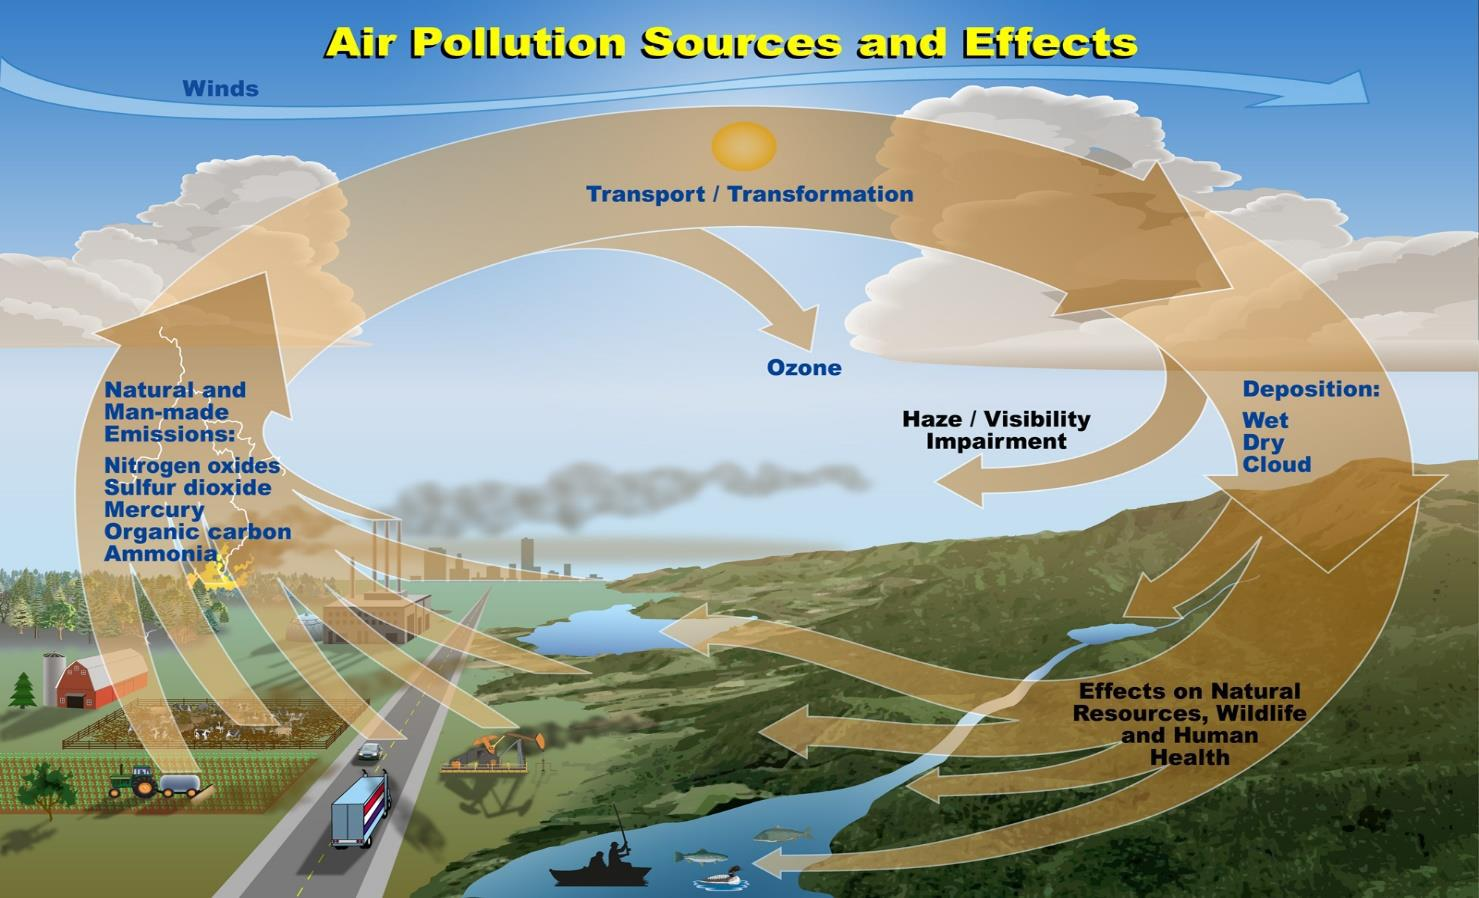 Air Pollution Sources and Effects
Winds
Transport / Transformation
Ozone
Natural and
Man-made
Emissions:
Nitrogen oxides
Sulfur dioxide
Mercury
Organic carbon
Ammonia
Haze / Visibility
Impairment
Deposition:
Wet
Dry
Cloud
Effects on Natural
Resources, Wildlife
and Human
Health